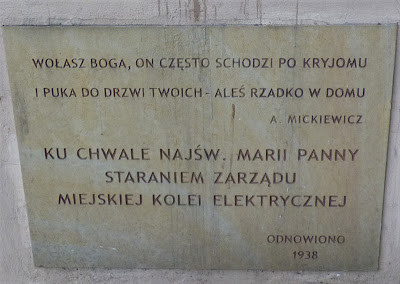 WOŁASZ BOGA, ON CZĘSTO SCHODZI PO KRYJOMU
I PUKA DO DRZWI TWOICH - ALEŚ RZADKO W DOMU
A. MICKIEWICZ
KU CHWALE NAJŚW. MARII PANNY
STARANIEM ZARZĄDU
MIEJSKIEJ KOLEI ELEKTRYCZNEJ
ODNOWIONO
1938